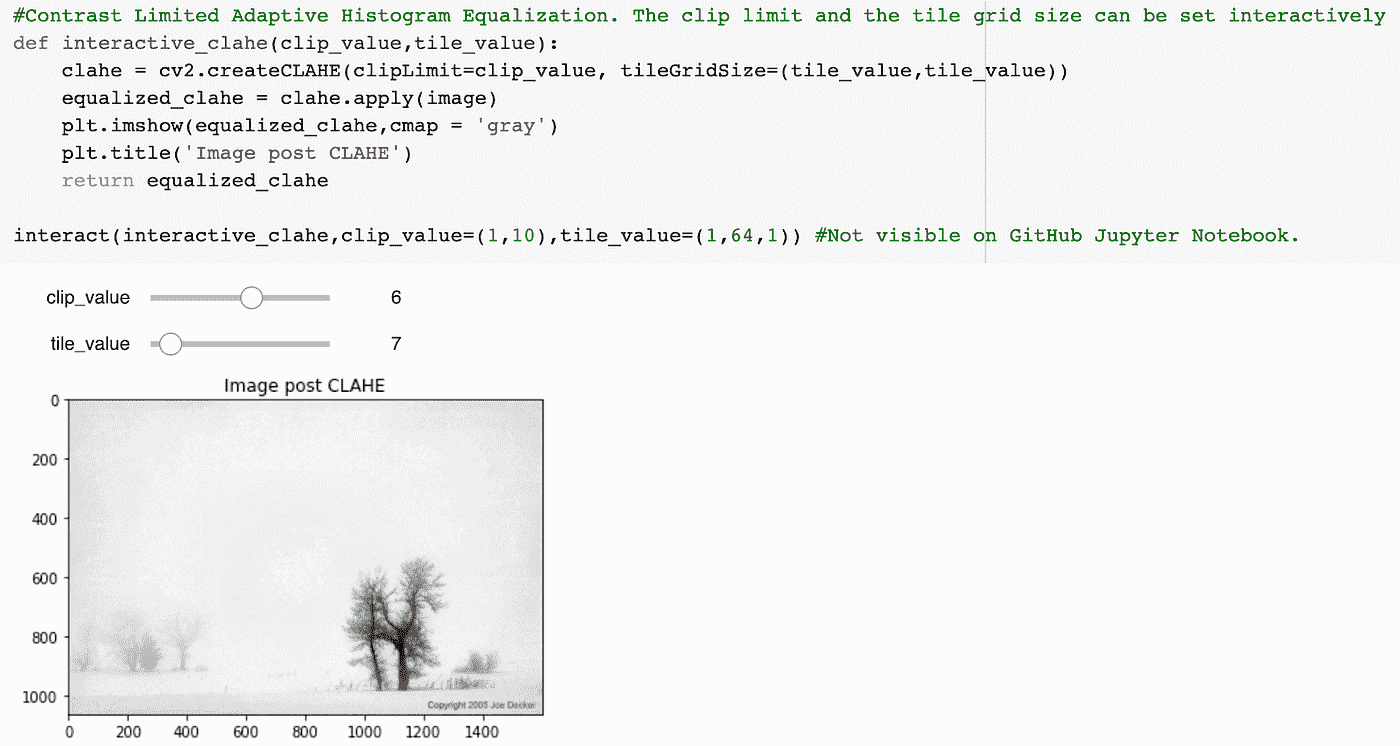 #Contrast Limited Adaptive Histogram Equalization. The clip limit and the tile grid size can be set interactively
def interactive_clahe(clip_value,tile_value):
    clahe = cv2.createCLAHE(clipLimit=clip_value, tileGridSize=(tile_value,tile_value))
    equalized_clahe = clahe.apply(image)
    plt.imshow(equalized_clahe,cmap = 'gray')
    plt.title('Image post CLAHE')
    return equalized_clahe
interact(interactive_clahe,clip_value=(1,10),tile_value=(1,64,1)) #Not visible on GitHub Jupyter Notebook.
clip_value 6
tile_value 7
Image post CLAHE
0
200
400
600
800
1000
Copyright 2005 Joe Decker
0 200 400 600 800 1000 1200 1400